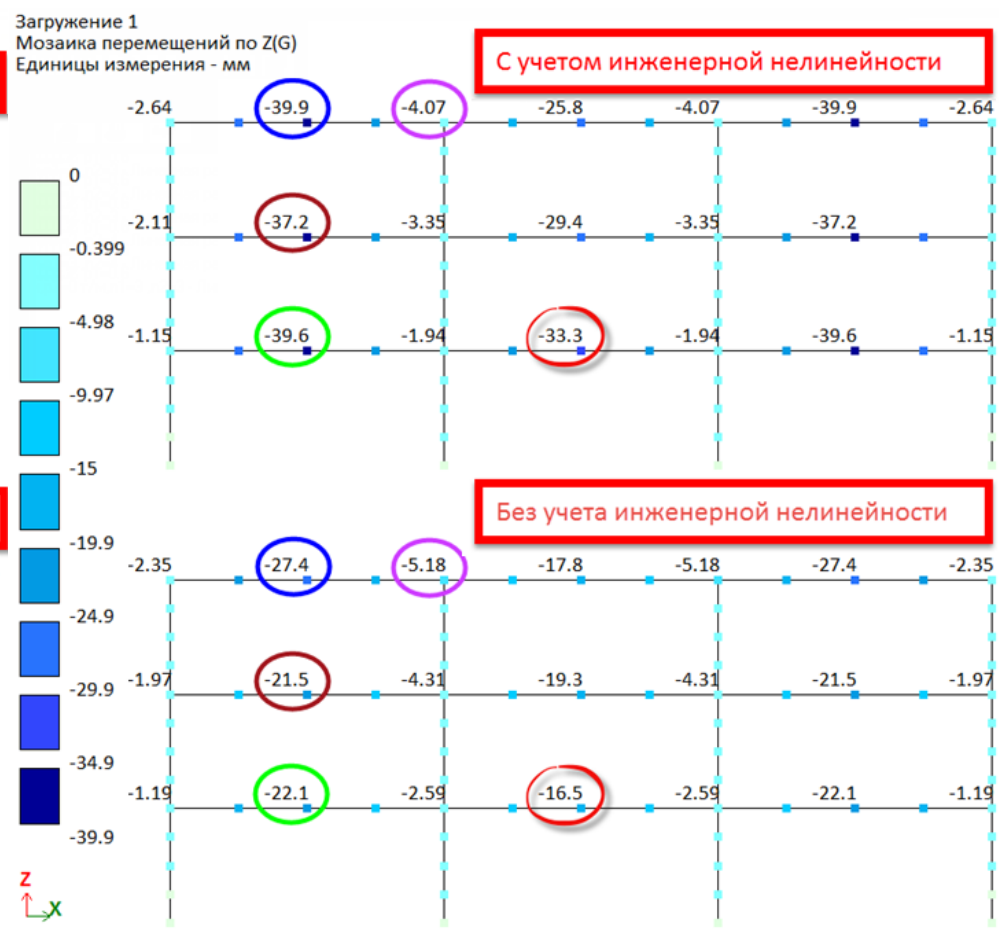 Загружение 1
Мозаика перемещений по Z(G)
Единицы измерения - мм
С учетом инженерной нелинейности
-2.64 -39.9 -4.07 -25.8 -4.07 -39.9 -2.64
-2.11 -37.2 -3.35 -29.4 -3.35 -37.2
-1.15 -39.6 -1.94 -33.3 -1.94 -39.6 -1.15
0
-0.399
-4.98
-9.97
-15
-19.9
-24.9
-29.9
-34.9
-39.9
Без учета инженерной нелинейности
-2.35 -27.4 -5.18 -17.8 -5.18 -27.4 -2.35
-1.97 -21.5 -4.31 -19.3 -4.31 -21.5 -1.97
-1.19 -22.1 -2.59 -16.5 -2.59 -22.1 -1.19
Z
X